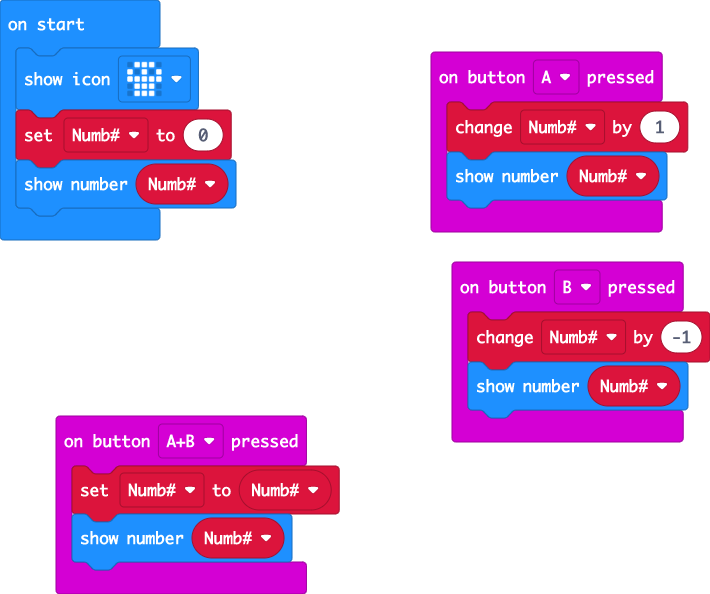 on start
show icon
set Numb# to 0
show number Numb#
on button A pressed
change Numb# by 1
show number Numb#
on button B pressed
change Numb# by -1
show number Numb#
on button A+B pressed
set Numb# to Numb#
show number Numb#